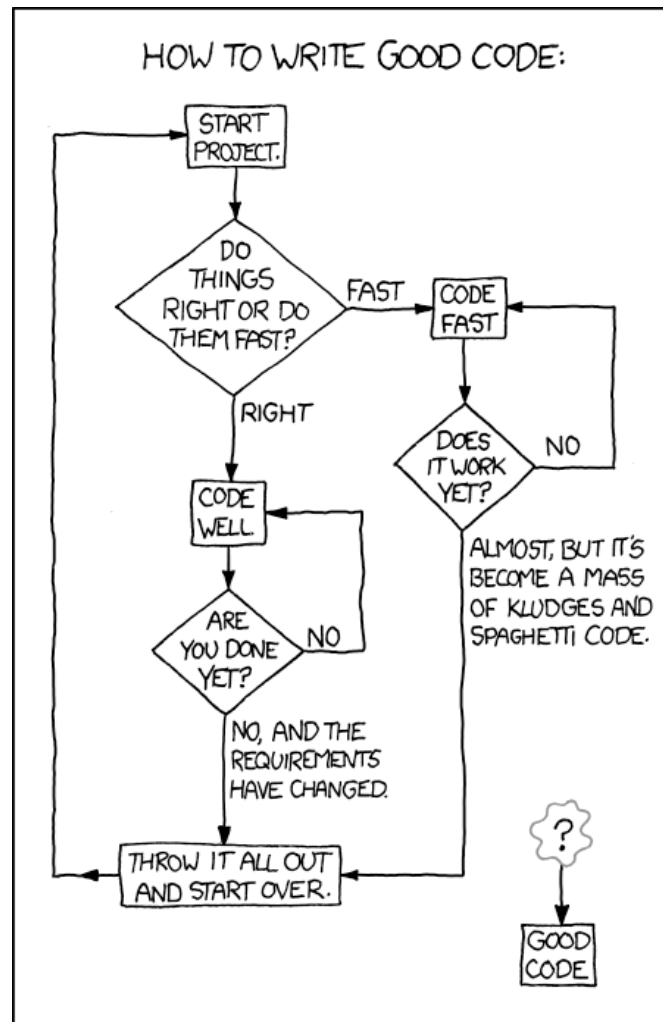 HOW TO WRITE GOOD CODE:
START
PROJECT.
DO
THINGS
RIGHT OR DO
THEM FAST?
FAST
CODE
FAST
RIGHT
DOES
IT WORK
YET?
NO
CODE
WELL
ALMOST, BUT IT'S
BECOME A MASS
OF KLUDGES AND
SPAGHETTI CODE.
ARE
YOU DONE
YET?
NO
NO, AND THE
REQUIREMENTS
HAVE CHANGED.
THROW IT ALL OUT
AND START OVER.
?
GOOD
CODE